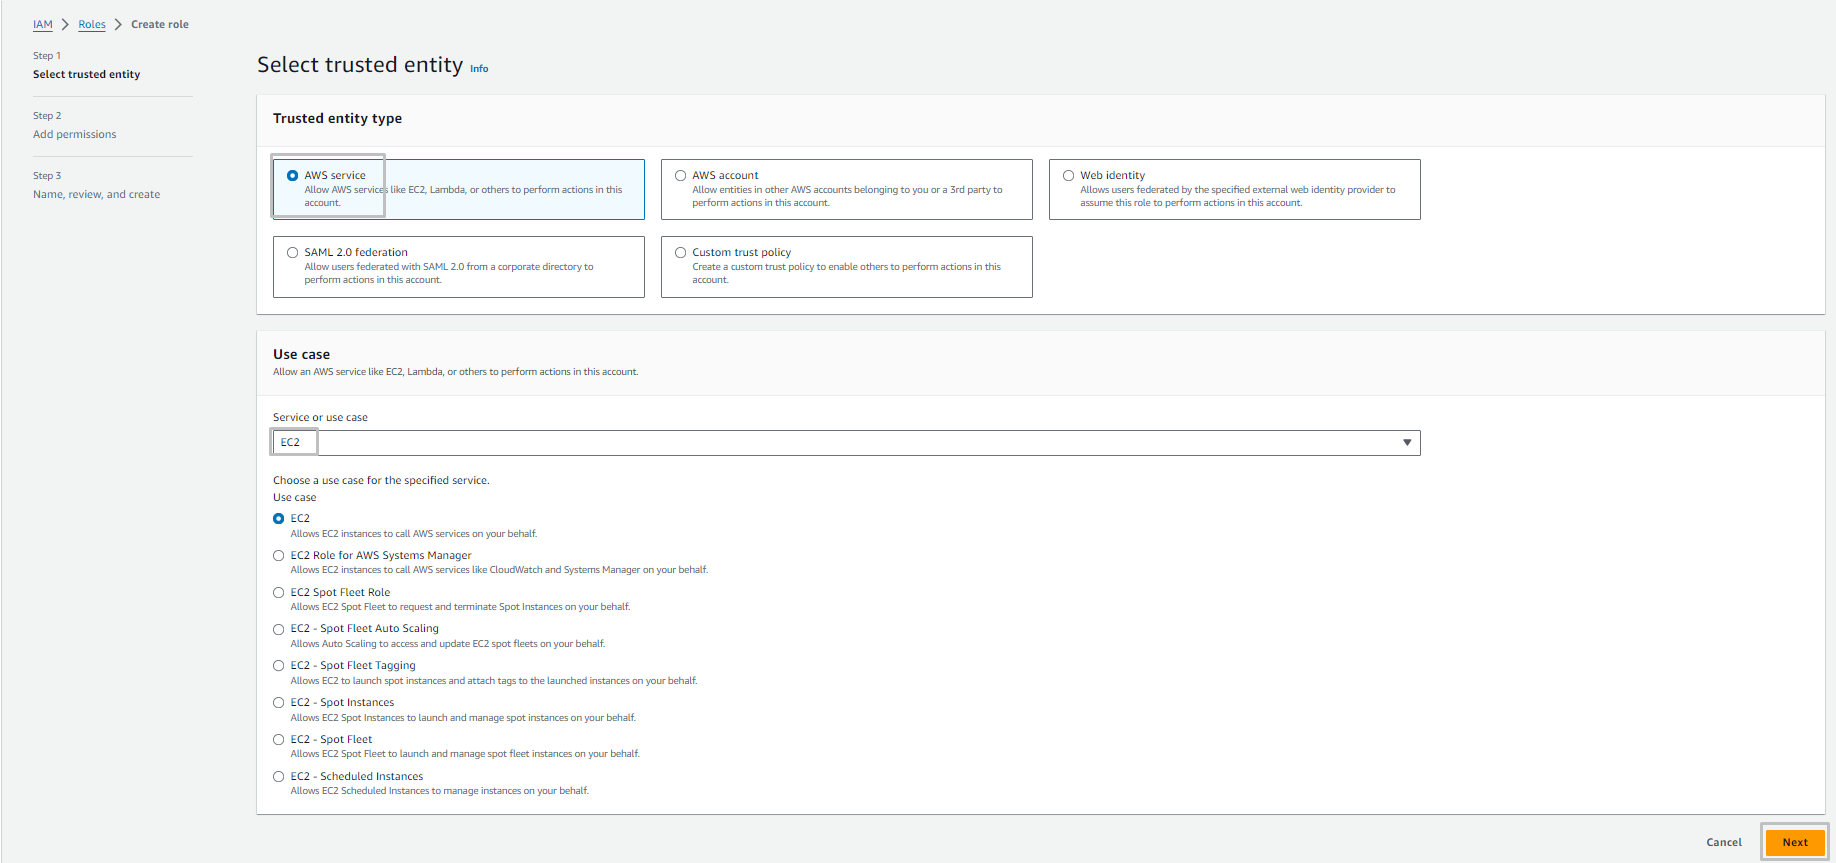 IAM > Roles > Create role
Step 1
Select trusted entity
Step 2
Add permissions
Step 3
Name, review, and create
Select trusted entity Info
Trusted entity type
AWS service
Allow AWS services like EC2, Lambda, or others to perform actions in this
account.
AWS account
Allow entities in other AWS accounts belonging to you or a 3rd party to
perform actions in this account.
Web identity
Allows users federated by the specified external web identity provider to
assume this role to perform actions in this account.
SAML 2.0 federation
Allow users federated with SAML 2.0 from a corporate directory to
perform actions in this account.
Custom trust policy
Create a custom trust policy to enable others to perform actions in this
account.
Use case
Allow an AWS service like EC2, Lambda, or others to perform actions in this account.
Service or use case
EC2
Choose a use case for the specified service.
Use case
EC2
Allows EC2 instances to call AWS services on your behalf.
EC2 Role for AWS Systems Manager
Allows EC2 instances to call AWS services like CloudWatch and Systems Manager on your behalf.
EC2 Spot Fleet Role
Allows EC2 Spot Fleet to request and terminate Spot Instances on your behalf.
EC2 - Spot Fleet Auto Scaling
Allows Auto Scaling to access and update EC2 spot fleets on your behalf.
EC2 - Spot Fleet Tagging
Allows EC2 to launch spot instances and attach tags to the launched instances on your behalf.
EC2 - Spot Instances
Allows EC2 Spot Instances to launch and manage spot instances on your behalf.
EC2 - Spot Fleet
Allows EC2 Spot Fleet to launch and manage spot fleet instances on your behalf.
EC2 - Scheduled Instances
Allows EC2 Scheduled Instances to manage instances on your behalf.
Cancel
Next